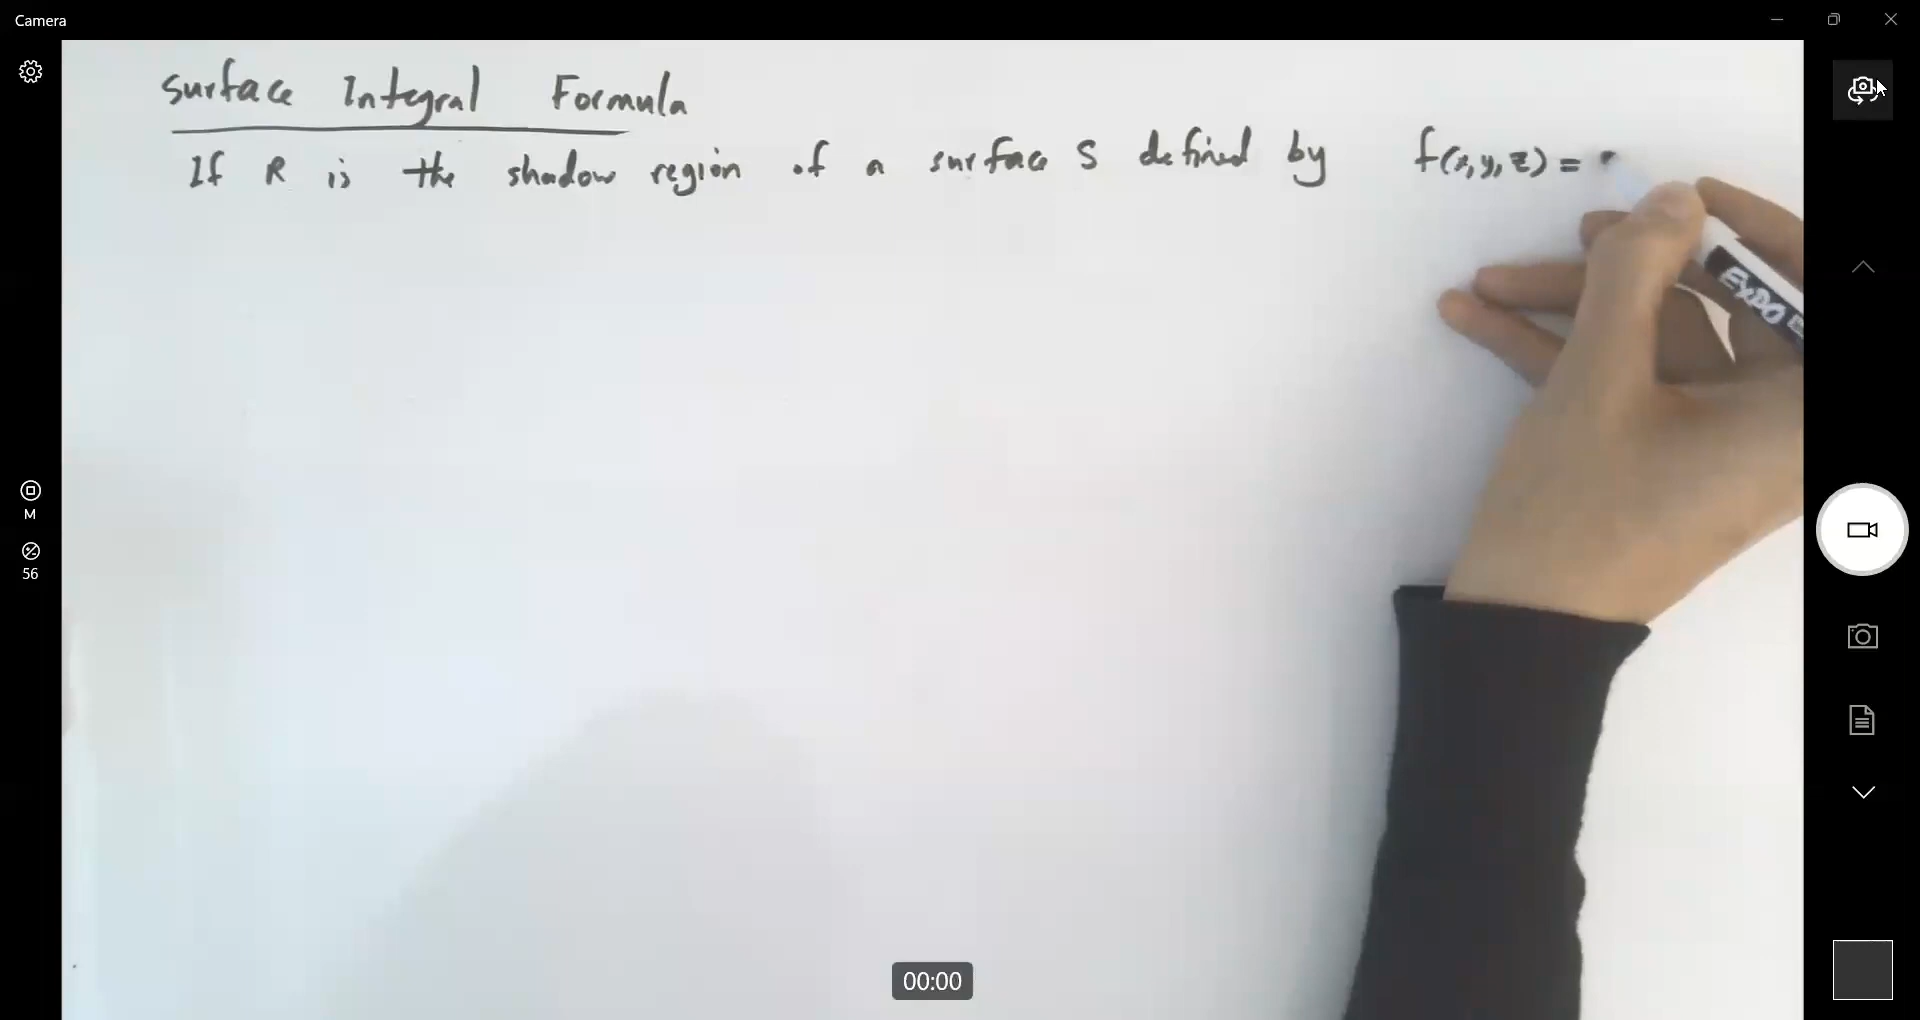 Camera
Surface Integral Formula
If R is the shadow region of a surface S defined by f(x,y,z) =
EXPO
M
56
00:00